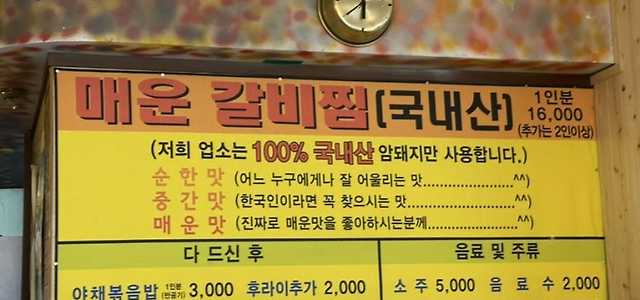 매운 갈비찜(국내산) 1인분 16,000 (추가는 2인이상)
(저희 업소는 100% 국내산 암돼지만 사용합니다.)
순한맛 (어느 누구에게나 잘 어울리는 맛......................^^)
중간맛 (한국인이라면 꼭 찾으시는 맛..........................^^)
매운맛 (진짜로 매운맛을 좋아하시는분께...................^^)
다 드신 후
음료 및 주류
야채볶음밥 1인분 (반공기) 3,000 후라이추가 2,000
소주 5,000 음료수 2,000